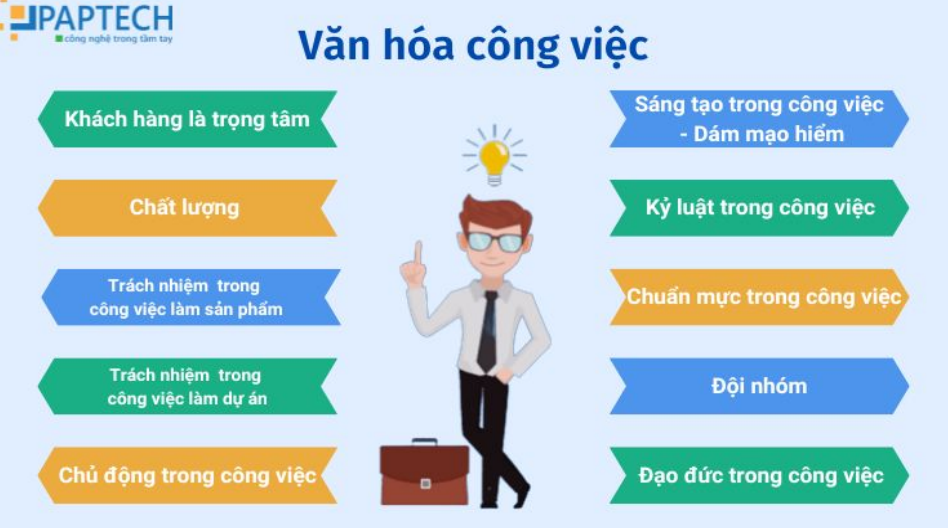 PAPTECH
công nghệ trong tầm tay
Văn hóa công việc
Khách hàng là trọng tâm
Chất lượng
Trách nhiệm trong
công việc làm sản phẩm
Trách nhiệm trong
công việc làm dự án
Chủ động trong công việc
Sáng tạo trong công việc
- Dám mạo hiểm
Kỷ luật trong công việc
Chuẩn mực trong công việc
Đội nhóm
Đạo đức trong công việc